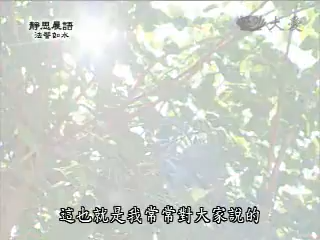 靜思晨語
法譬如水
大愛
這也就是我常常對大家說的